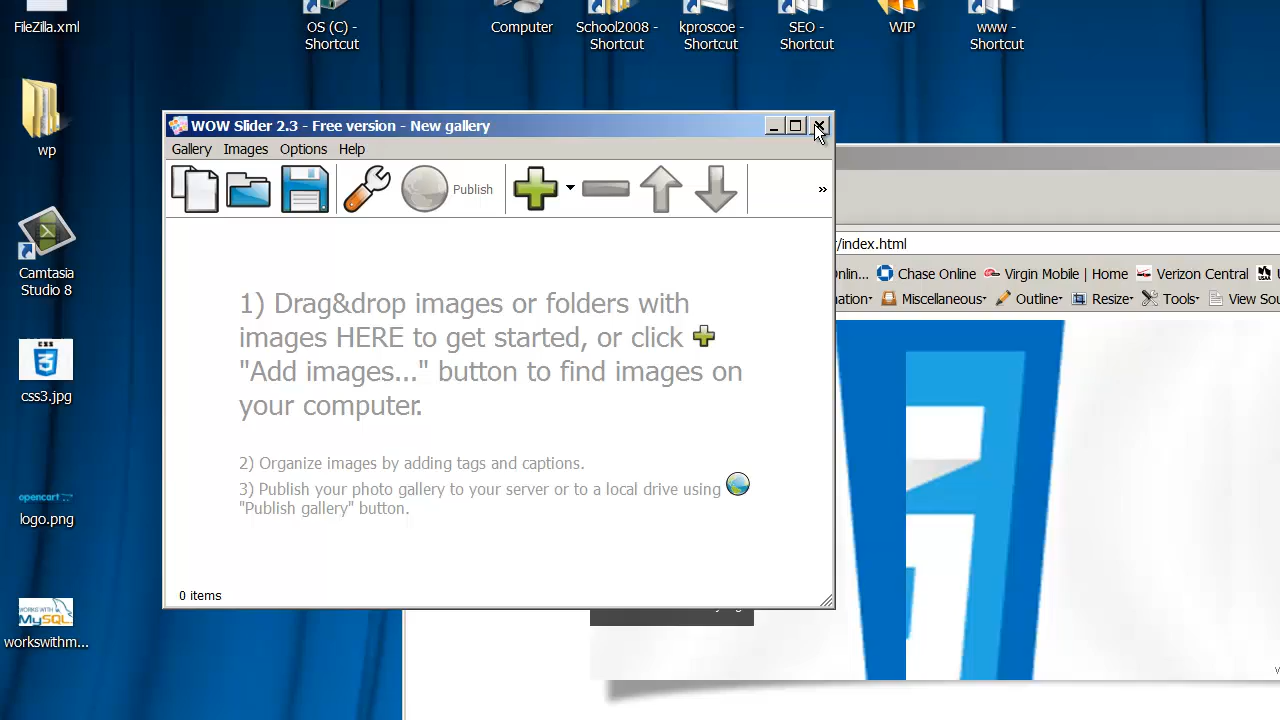 FileZilla.xml
OS (C) -
Shortcut
Computer
School2008 -
Shortcut
kproscoe -
Shortcut
SEO -
Shortcut
WIP
www -
Shortcut
wp
Camtasia
Studio 8
CSS
css3.jpg
opencart
logo.png
WORKS WITH
MySQL
workswithm...
WOW Slider 2.3 - Free version - New gallery
Gallery Images Options Help
Publish
»
1) Drag&drop images or folders with
images HERE to get started, or click
"Add images..." button to find images on
your computer.
2) Organize images by adding tags and captions.
3) Publish your photo gallery to your server or to a local drive using
"Publish gallery" button.
0 items
/index.html
Chase Online Virgin Mobile | Home Verizon Central
Miscellaneous Outline Resize Tools View Sou